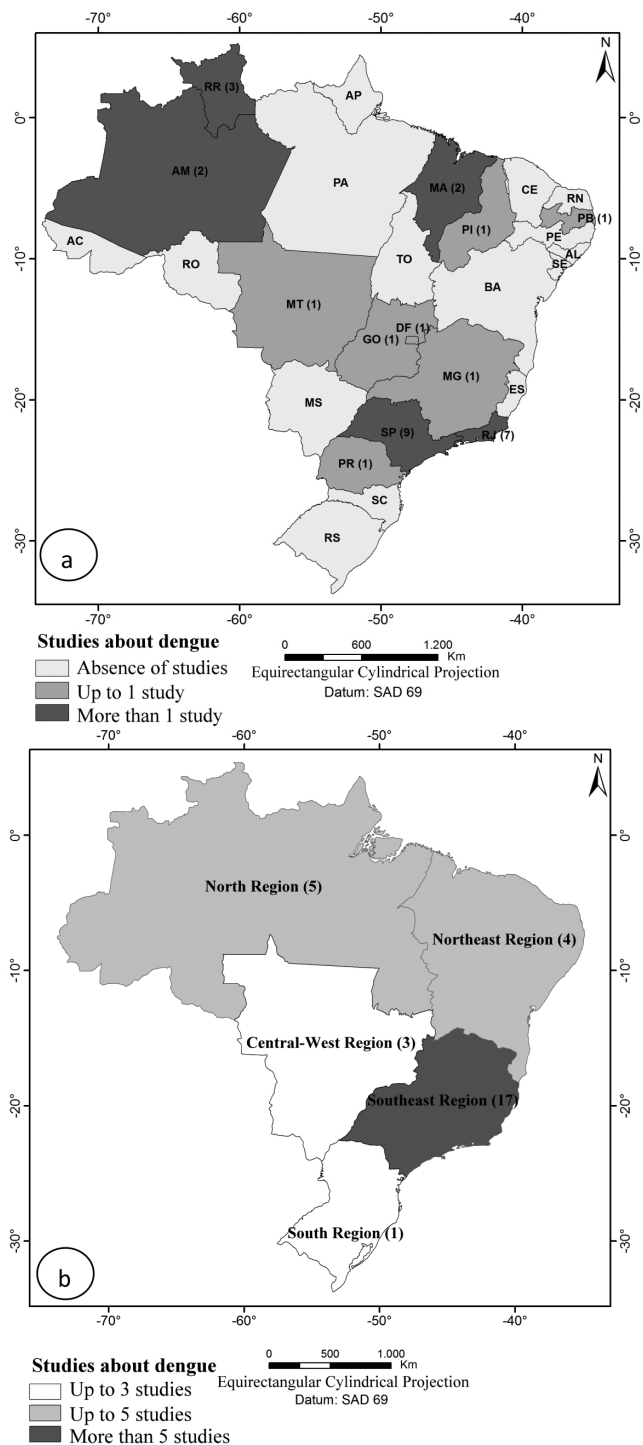 -70° -60° -50° -40°
N
RR (3)
AP
0° 0°
AM (2)
PA
MA (2)
CE
RN
PB (1)
PI (1)
PE
AC
AL
TO
SE
RO
-10° -10°
BA
MT (1)
DF (1)
GO (1)
MG (1)
ES
MS
-20° -20°
SP (9)
RJ (7)
PR (1)
SC
RS
-30° -30°
a
-70° -60° -50° -40°
Studies about dengue
Absence of studies
Up to 1 study
More than 1 study
0 600 1.200
Km
Equirectangular Cylindrical Projection
Datum: SAD 69
-70° -60° -50° -40°
N
0° 0°
North Region (5)
Northeast Region (4)
-10° -10°
Central-West Region (3)
Southeast Region (17)
-20° -20°
South Region (1)
-30° -30°
b
-70° -60° -50° -40°
Studies about dengue
Up to 3 studies
Up to 5 studies
More than 5 studies
0 500 1.000
Km
Equirectangular Cylindrical Projection
Datum: SAD 69